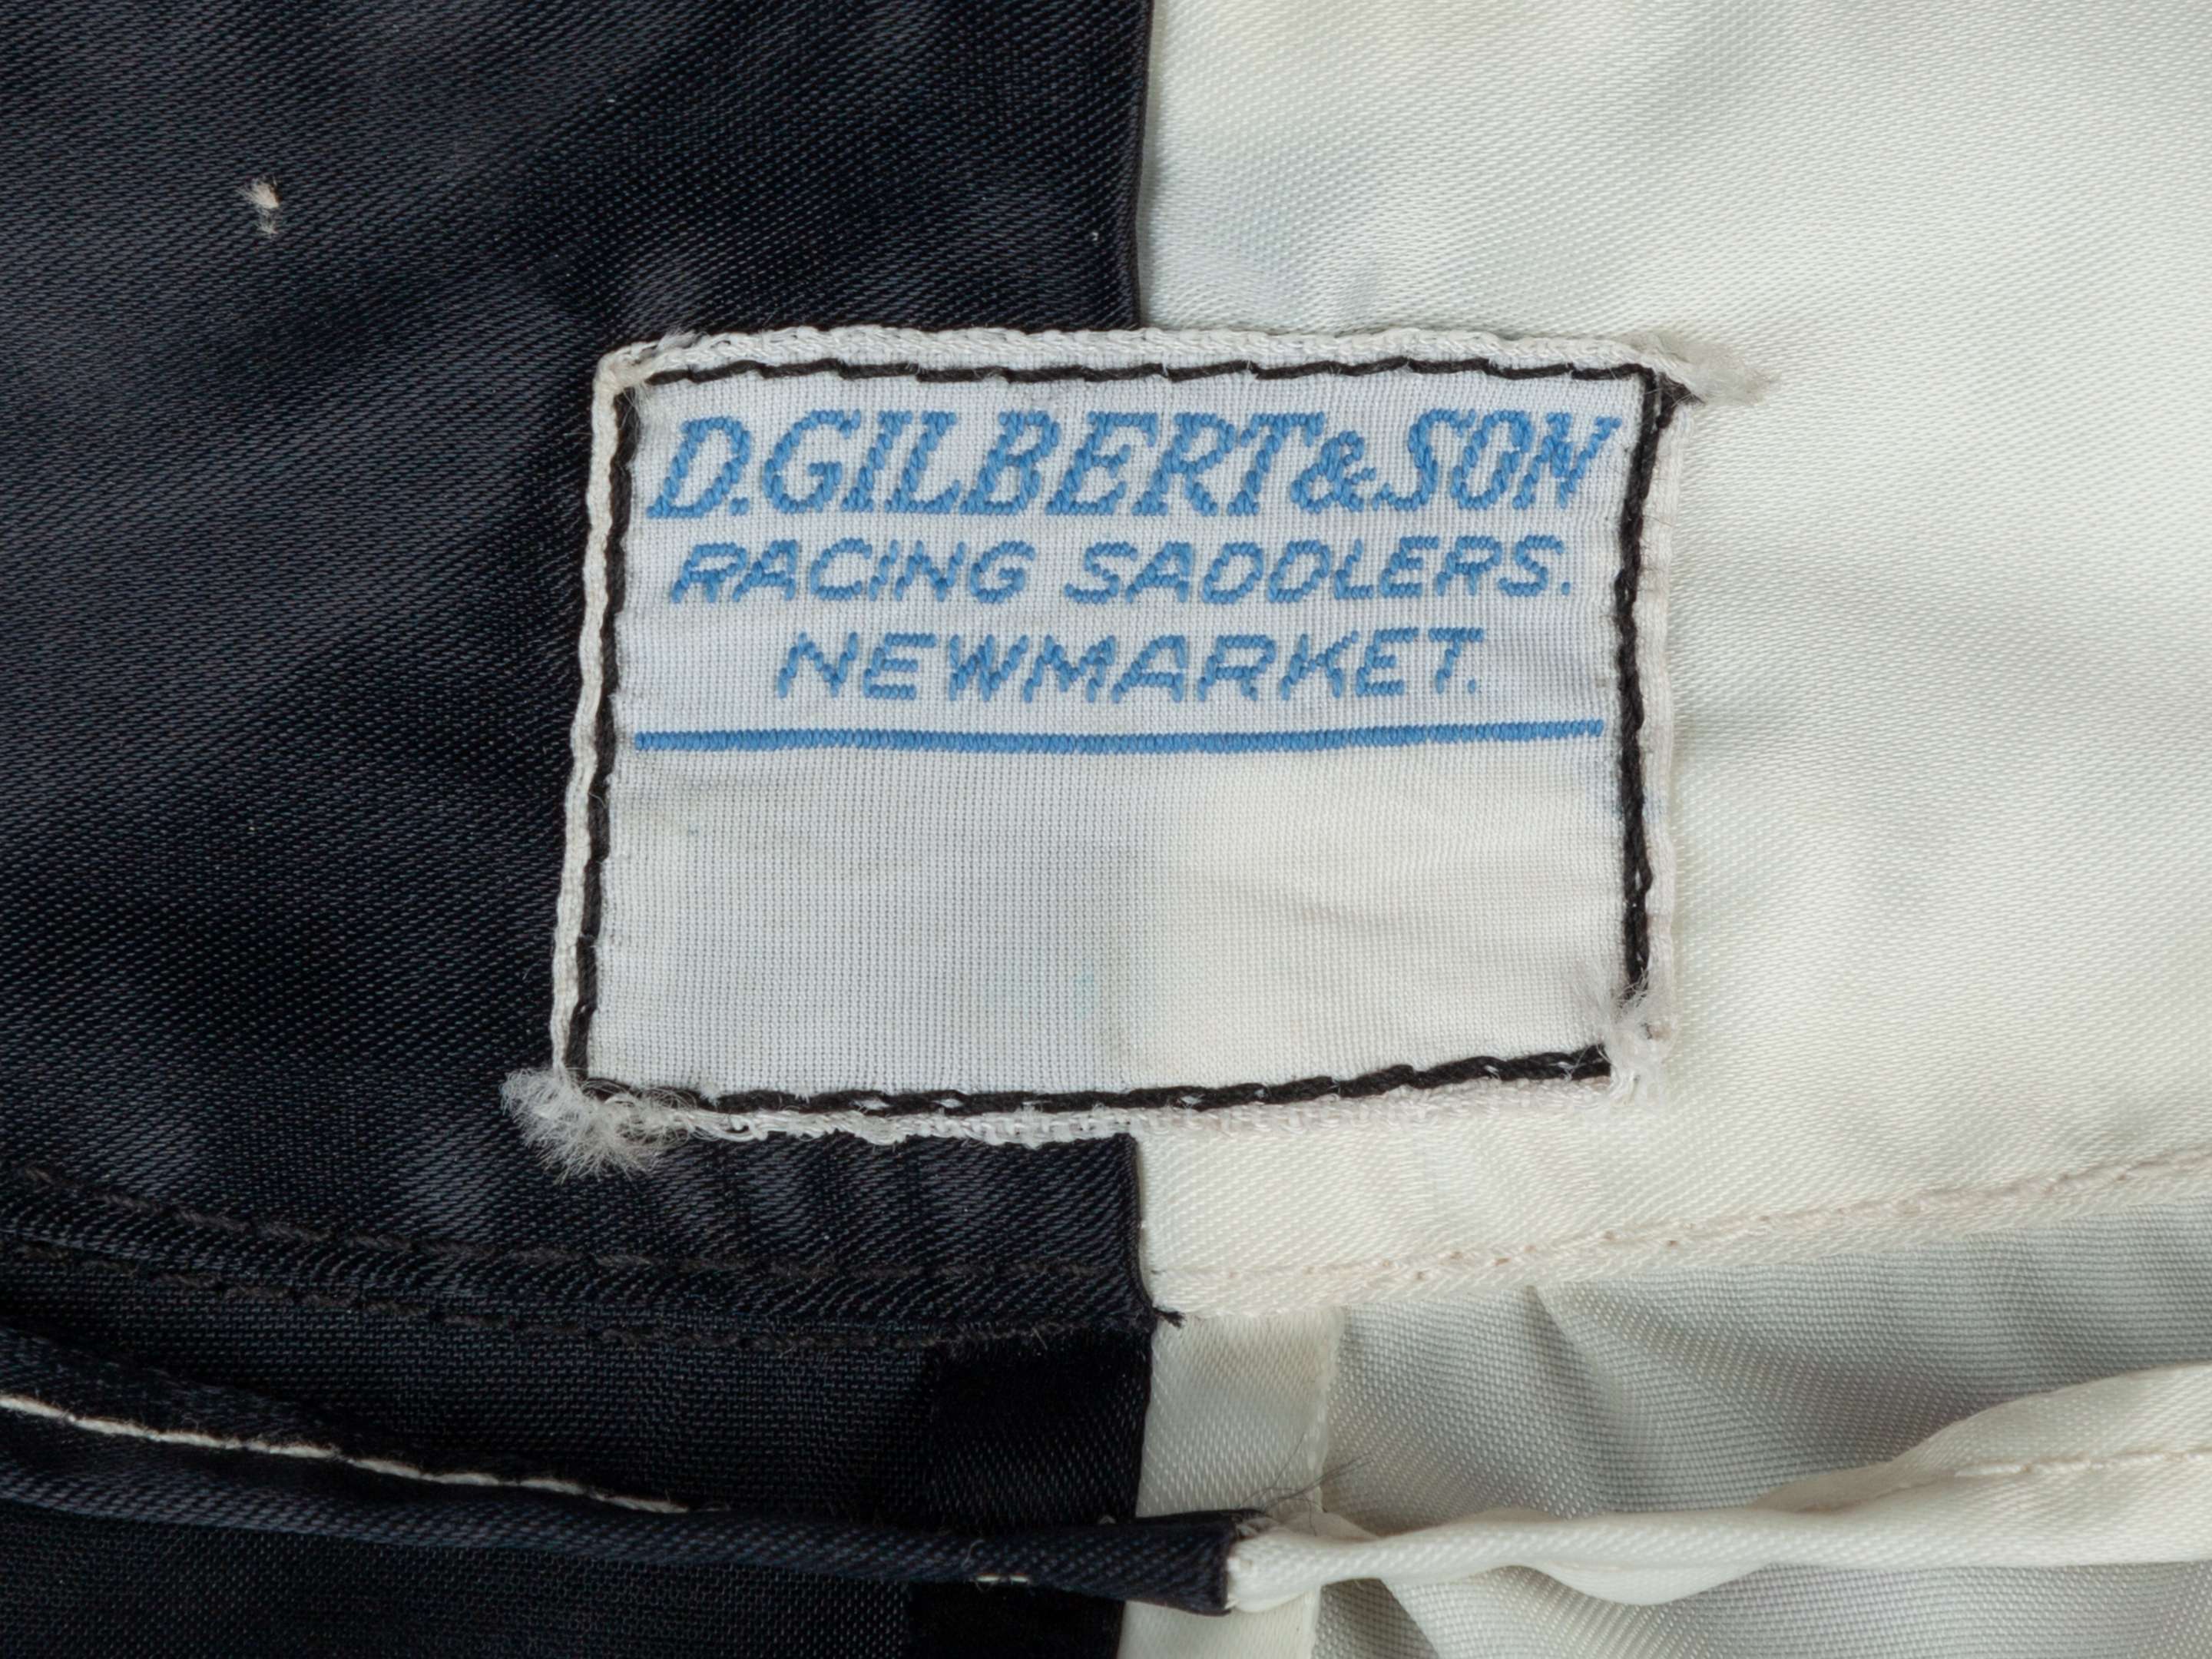 D.GILBERT & SON
RACING SADDLERS.
NEWMARKET.